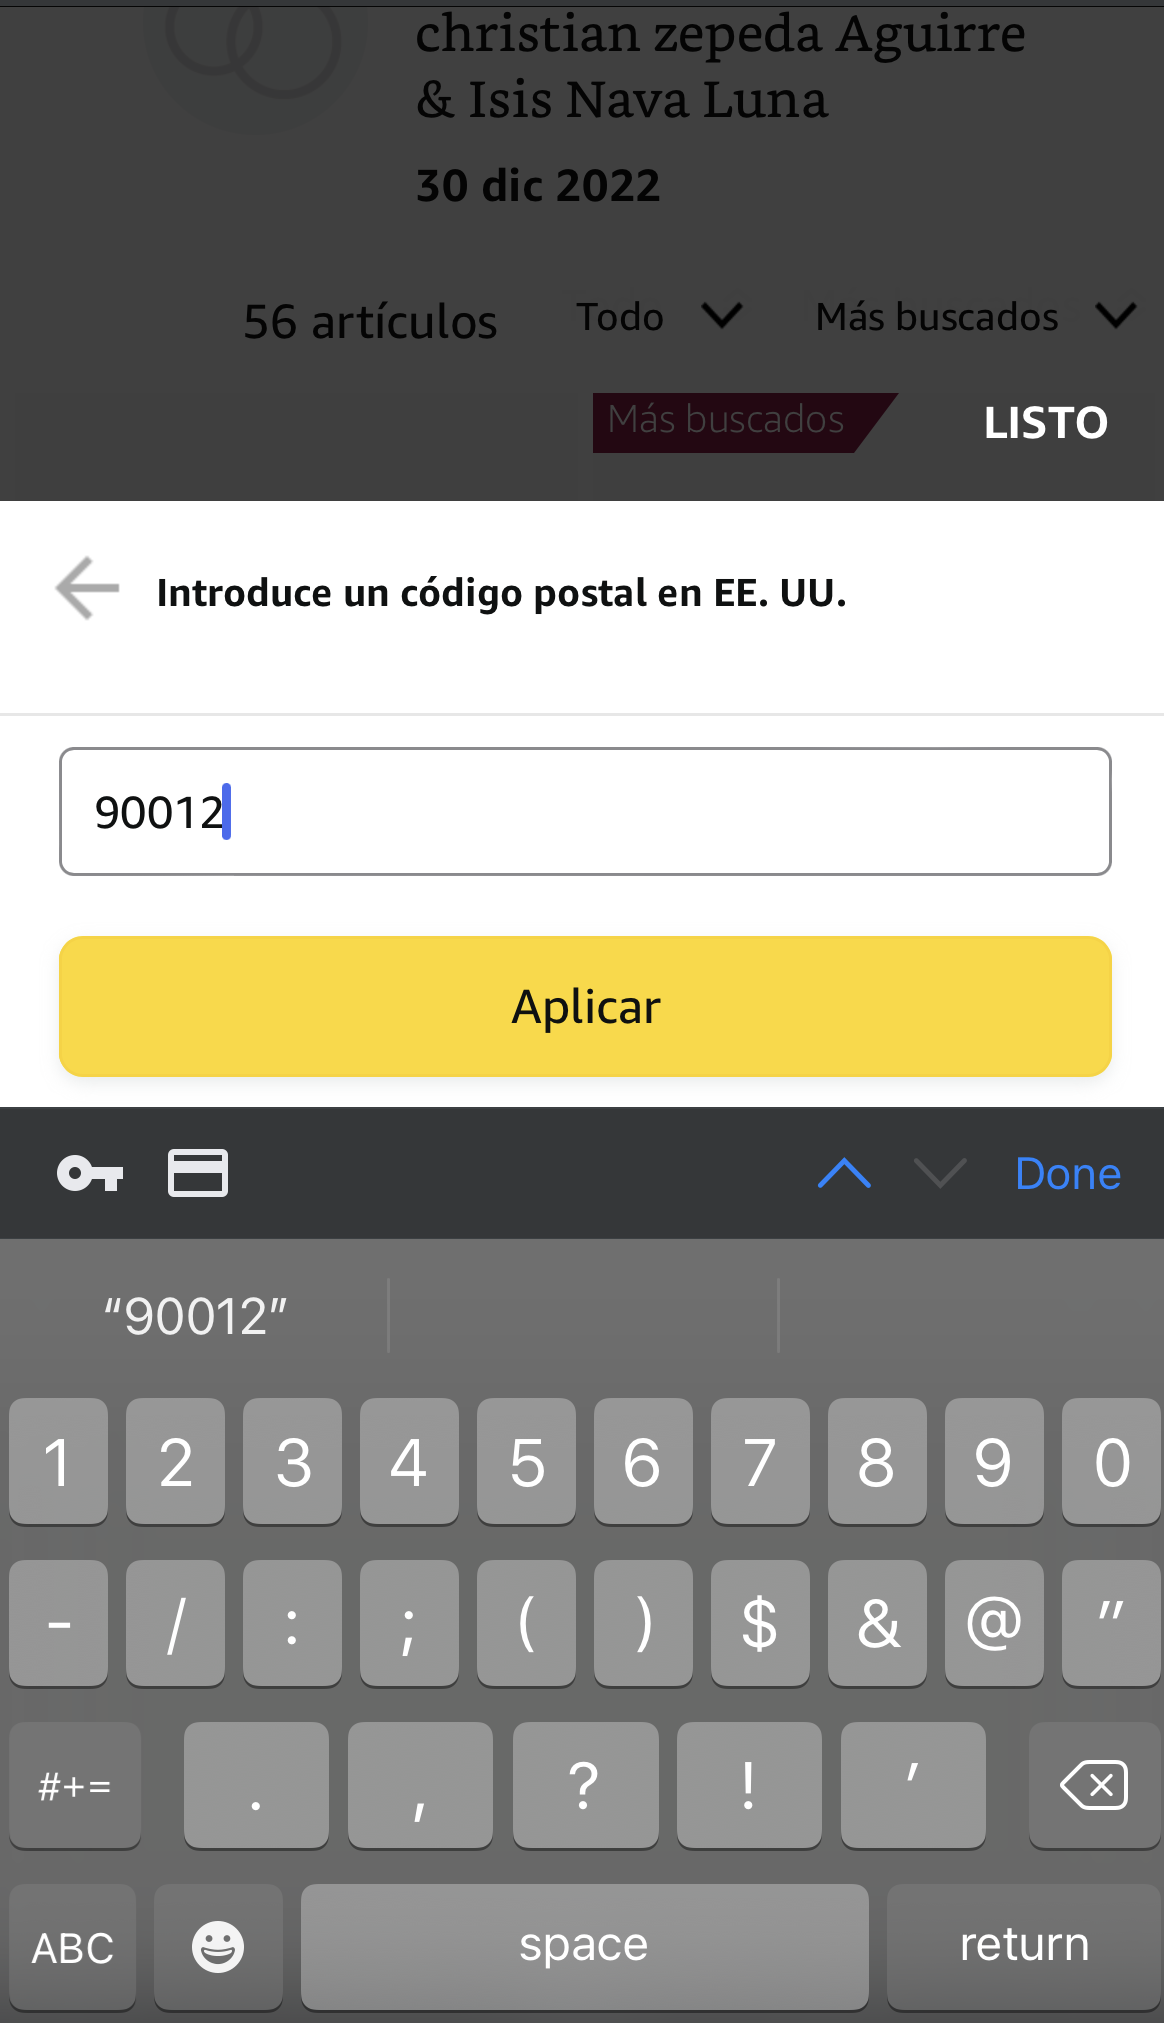 christian zepeda Aguirre
& Isis Nava Luna
30 dic 2022
56 artículos Todo Más buscados
Más buscados LISTO
Introduce un código postal en EE. UU.
90012
Aplicar
Done
“90012”
1 2 3 4 5 6 7 8 9 0
- / : ; ( ) $ & @ "
#+= . , ? ! '
ABC space return